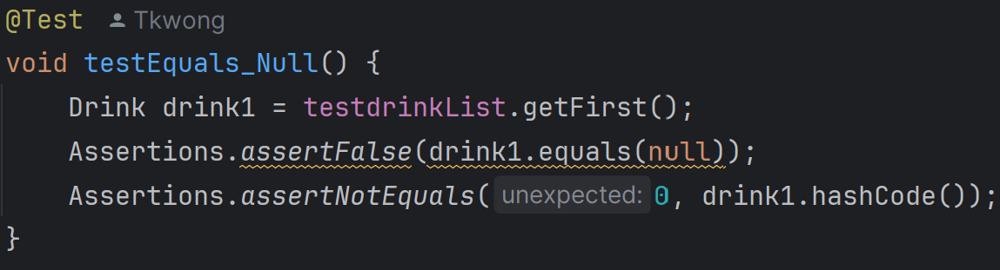 @Test Tkwong
void testEquals_Null() {
Drink drink1 = testdrinkList.getFirst();
Assertions.assertFalse(drink1.equals(null));
Assertions.assertNotEquals( unexpected: 0, drink1.hashCode());
}